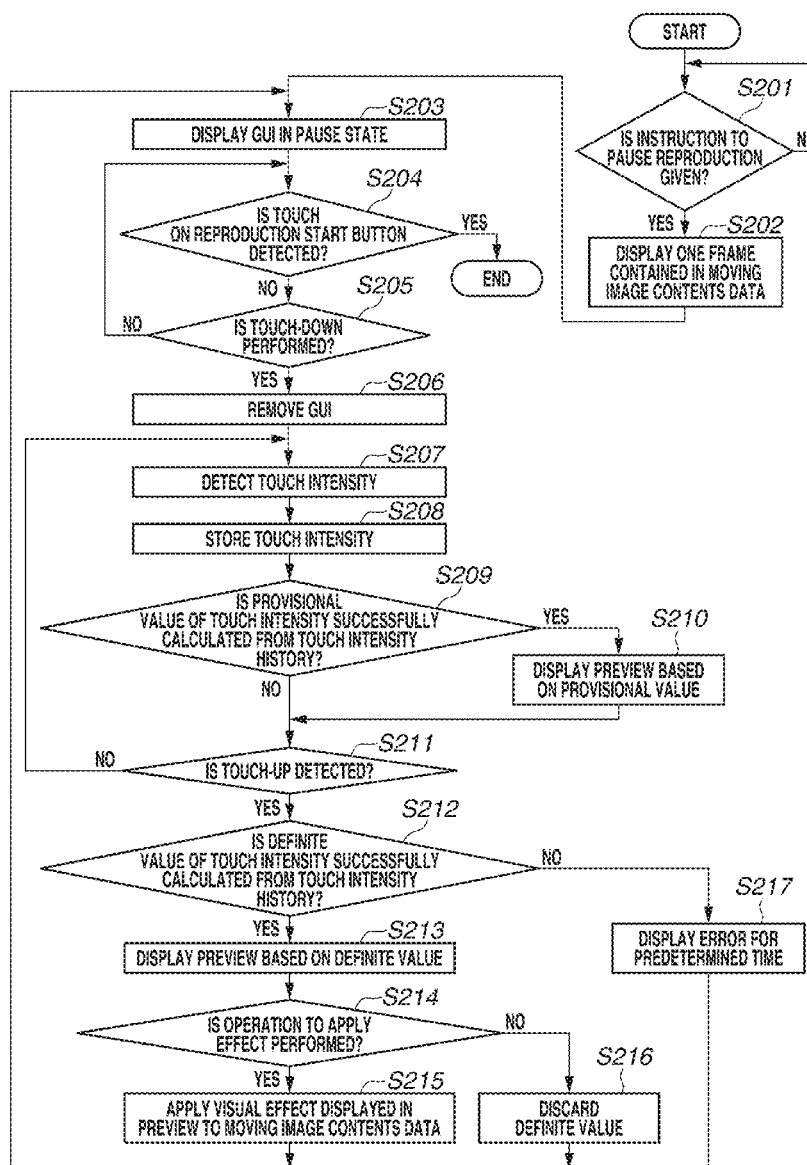 START
S201
IS INSTRUCTION TO
PAUSE REPRODUCTION
GIVEN?
YES
S202
DISPLAY ONE FRAME
CONTAINED IN MOVING
IMAGE CONTENTS DATA
S203
DISPLAY GUI IN PAUSE STATE
S204
IS TOUCH
ON REPRODUCTION START BUTTON
DETECTED?
YES
END
NO
S205
NO
IS TOUCH-DOWN
PERFORMED?
YES
S206
REMOVE GUI
S207
DETECT TOUCH INTENSITY
S208
STORE TOUCH INTENSITY
S209
IS PROVISIONAL
VALUE OF TOUCH INTENSITY SUCCESSFULLY
CALCULATED FROM TOUCH INTENSITY
HISTORY?
YES
S210
DISPLAY PREVIEW BASED
ON PROVISIONAL VALUE
NO
S211
NO
IS TOUCH-UP DETECTED?
YES
S212
IS DEFINITE
VALUE OF TOUCH INTENSITY SUCCESSFULLY
CALCULATED FROM TOUCH INTENSITY
HISTORY?
NO
S217
DISPLAY ERROR FOR
PREDETERMINED TIME
YES
S213
DISPLAY PREVIEW BASED ON DEFINITE VALUE
S214
IS OPERATION TO APPLY
EFFECT PERFORMED?
NO
S216
DISCARD
DEFINITE VALUE
YES
S215
APPLY VISUAL EFFECT DISPLAYED IN
PREVIEW TO MOVING IMAGE CONTENTS DATA